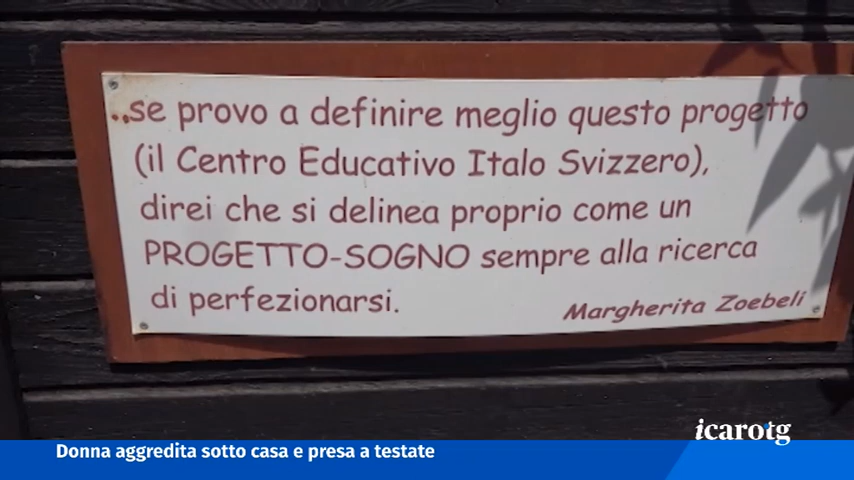 ..se provo a definire meglio questo progetto
(il Centro Educativo Italo Svizzero),
direi che si delinea proprio come un
PROGETTO-SOGNO sempre alla ricerca
di perfezionarsi.
Margherita Zoebeli
icarotg
Donna aggredita sotto casa e presa a testate